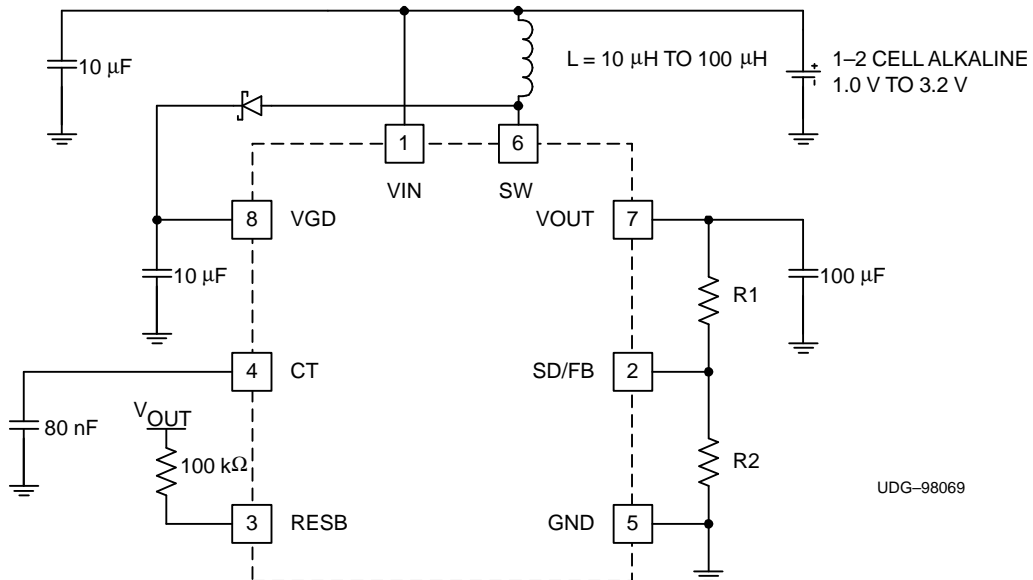 10 μF
L = 10 μH TO 100 μH
1–2 CELL ALKALINE
1.0 V TO 3.2 V
+
-
1
6
VIN
SW
8
VGD
VOUT
7
10 μF
100 μF
R1
4
CT
SD/FB
2
80 nF
VOUT
100 kΩ
R2
UDG–98069
3
RESB
GND
5